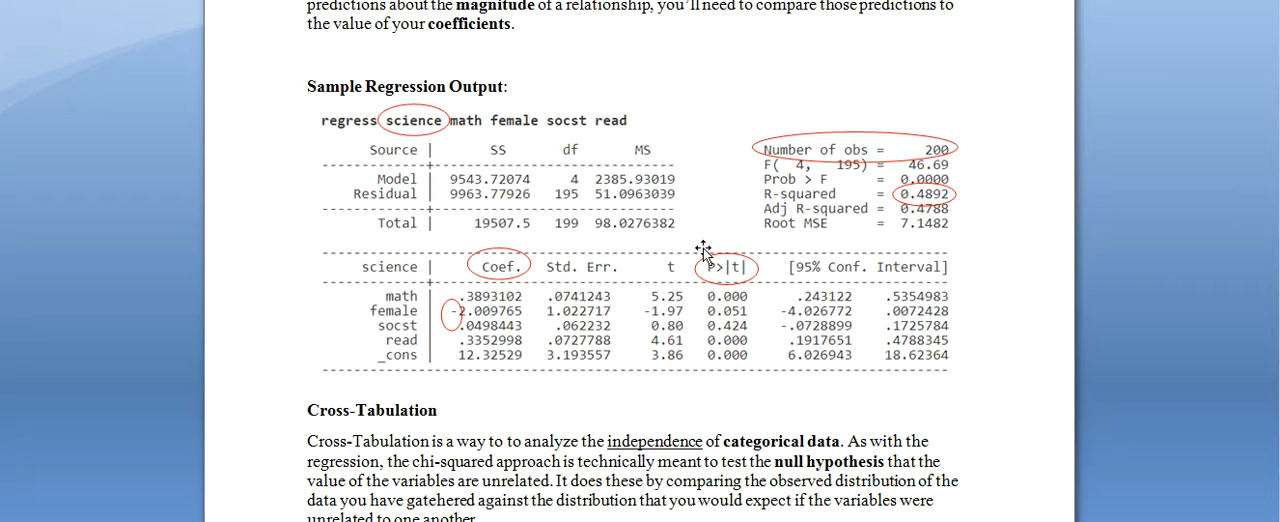 predictions about the magnitude of a relationship, you'll need to compare those predictions to
the value of your coefficients.
Sample Regression Output:
regress science math female socst read
Source | SS df MS Number of obs = 200
F( 4, 195) = 46.69
Model | 9543.72074 4 2385.93019 Prob > F = 0.0000
Residual | 9963.77926 195 51.0963039 R-squared = 0.4892
Adj R-squared = 0.4788
Total | 19507.5 199 98.0276382 Root MSE = 7.1482
science | Coef. Std. Err. t P>|t| [95% Conf. Interval]
math | .3893102 .0741243 5.25 0.000 .243122 .5354983
female | -2.009765 1.022717 -1.97 0.051 -4.026772 .0072428
socst | .0498443 .062232 0.80 0.424 -.0728899 .1725784
read | .3352998 .0727788 4.61 0.000 .1917651 .4788345
_cons | 12.32529 3.193557 3.86 0.000 6.026943 18.62364
Cross-Tabulation
Cross-Tabulation is a way to to analyze the independence of categorical data. As with the
regression, the chi-squared approach is technically meant to test the null hypothesis that the
value of the variables are unrelated. It does these by comparing the observed distribution of the
data you have gatehered against the distribution that you would expect if the variables were
unrelated to one another.